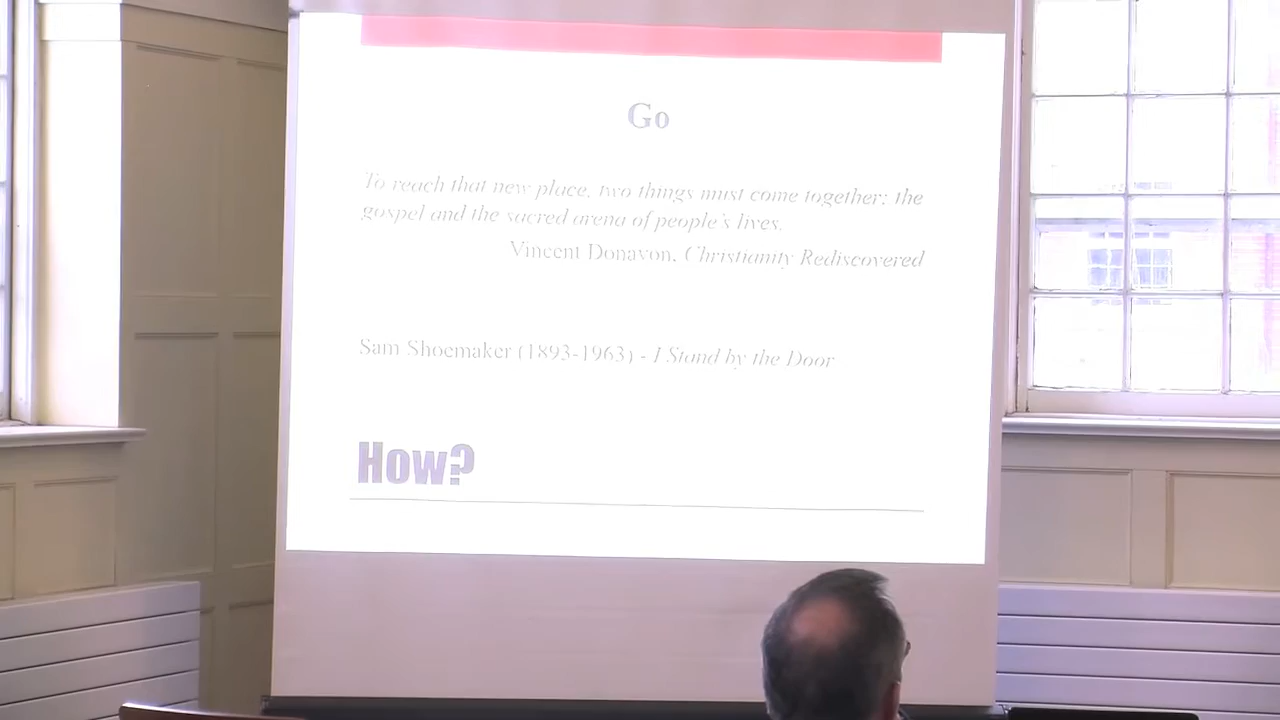 Go
To reach that new place, two things must come together: the
gospel and the sacred arena of people's lives.
Vincent Donavon, Christianity Rediscovered
Sam Shoemaker (1893-1963) - I Stand by the Door
How?